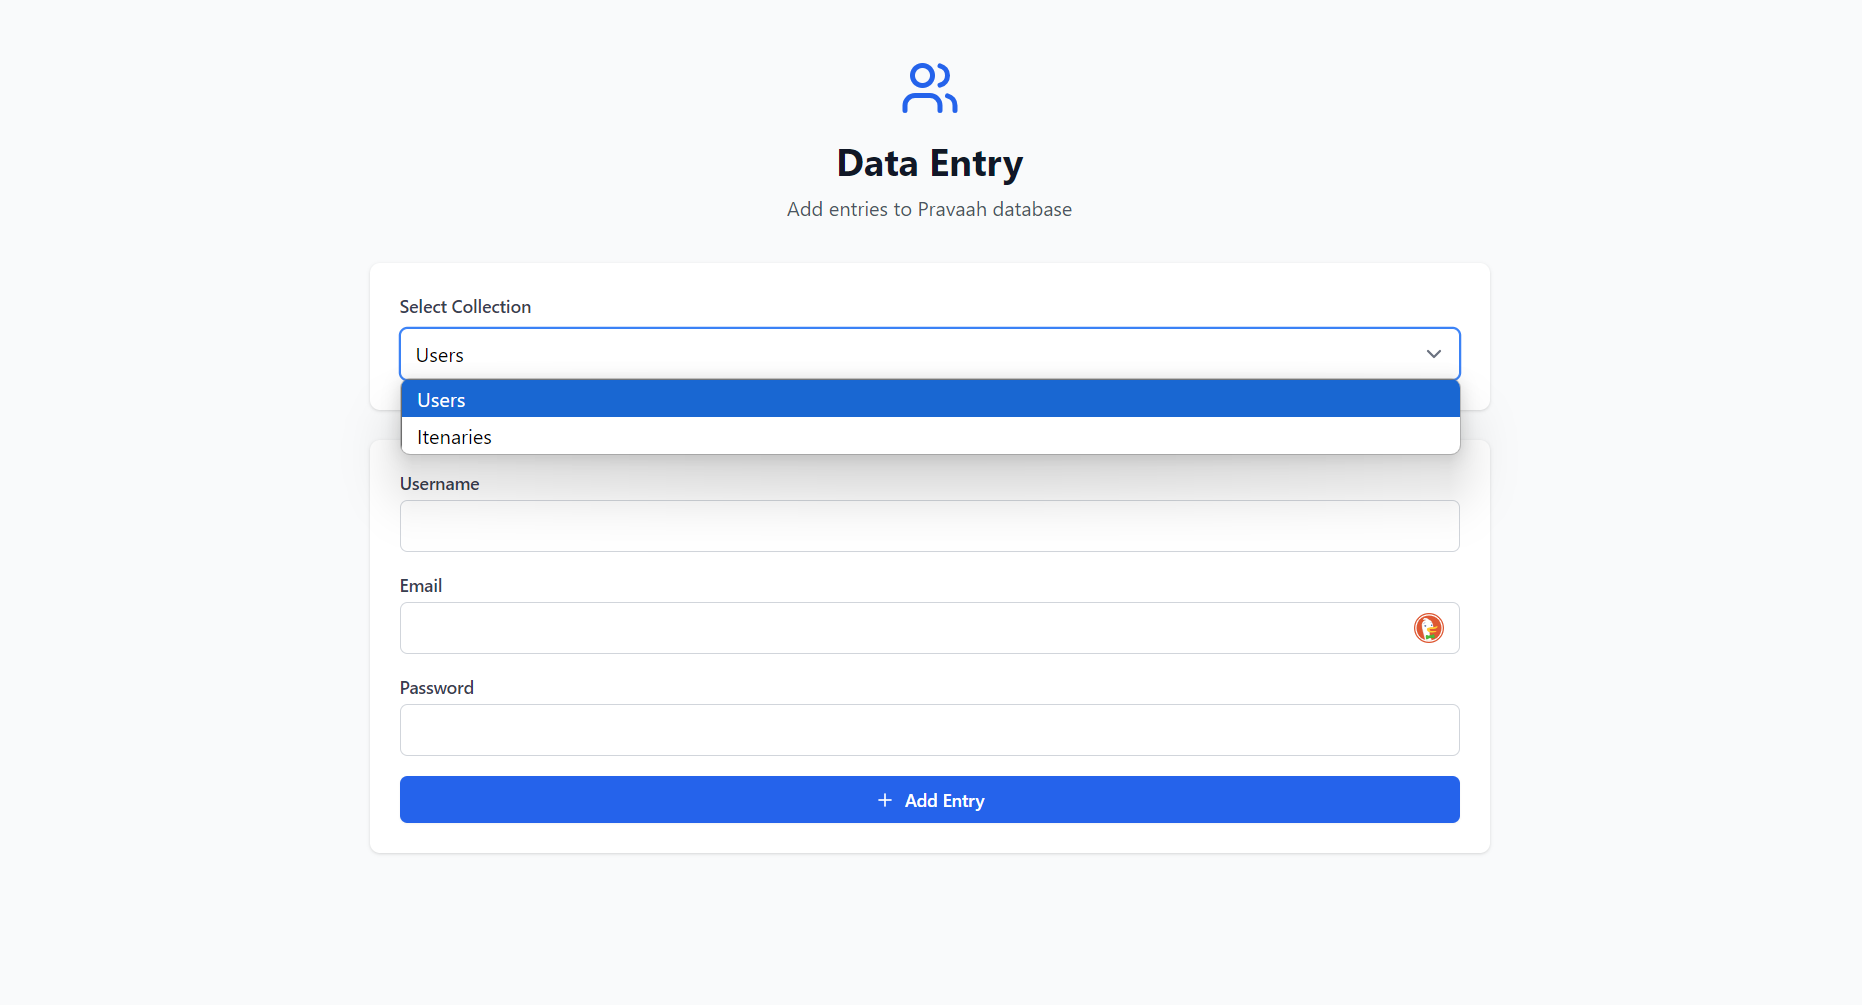 Data Entry
Add entries to Pravaah database
Select Collection
Users
Users
Itenaries
Username
Email
Password
Add Entry